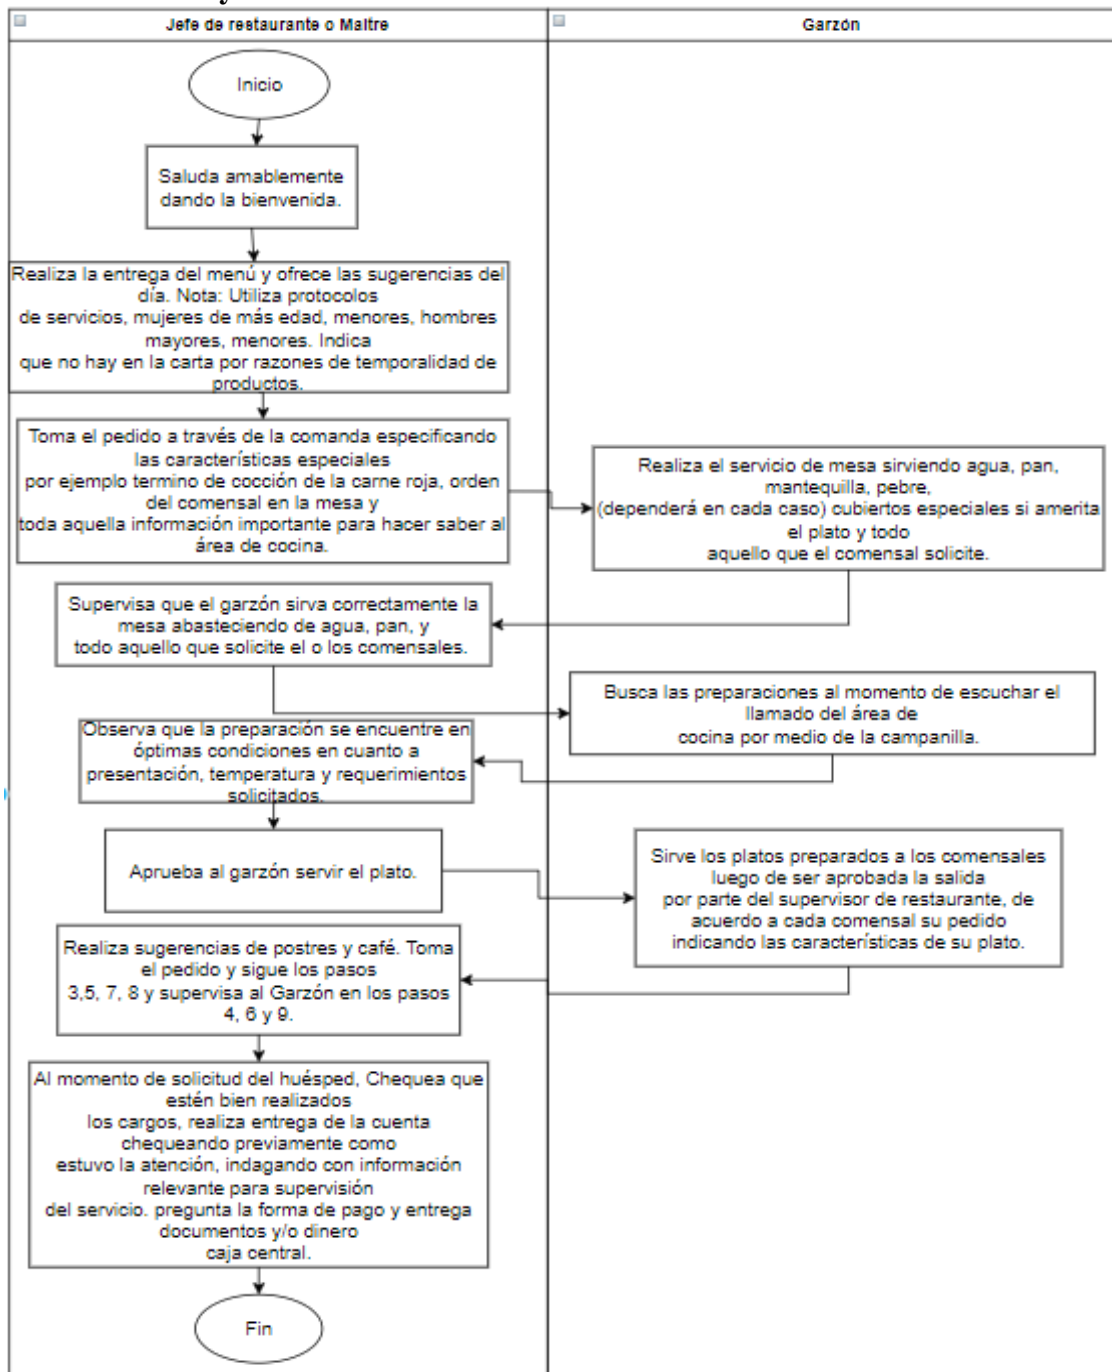 Jefe de restaurante o Maitre
Garzón
Inicio
Saluda amablemente
dando la bienvenida.
Realiza la entrega del menú y ofrece las sugerencias del
día. Nota: Utiliza protocolos
de servicios, mujeres de más edad, menores, hombres
mayores, menores. Indica
que no hay en la carta por razones de temporalidad de
productos.
Toma el pedido a través de la comanda especificando
las características especiales
por ejemplo termino de cocción de la carne roja, orden
del comensal en la mesa y
toda aquella información importante para hacer saber al
área de cocina.
Realiza el servicio de mesa sirviendo agua, pan,
mantequilla, pebre,
(dependerá en cada caso) cubiertos especiales si amerita
el plato y todo
aquello que el comensal solicite.
Supervisa que el garzón sirva correctamente la
mesa abasteciendo de agua, pan, y
todo aquello que solicite el o los comensales.
Busca las preparaciones al momento de escuchar el
llamado del área de
cocina por medio de la campanilla.
Observa que la preparación se encuentre en
óptimas condiciones en cuanto a
presentación, temperatura y requerimientos
solicitados.
Aprueba al garzón servir el plato.
Sirve los platos preparados a los comensales
luego de ser aprobada la salida
por parte del supervisor de restaurante, de
acuerdo a cada comensal su pedido
indicando las características de su plato.
Realiza sugerencias de postres y café. Toma
el pedido y sigue los pasos
3,5, 7, 8 y supervisa al Garzón en los pasos
4, 6 y 9.
Al momento de solicitud del huésped, Chequea que
estén bien realizados
los cargos, realiza entrega de la cuenta
chequeando previamente como
estuvo la atención, indagando con información
relevante para supervisión
del servicio. pregunta la forma de pago y entrega
documentos y/o dinero
caja central.
Fin